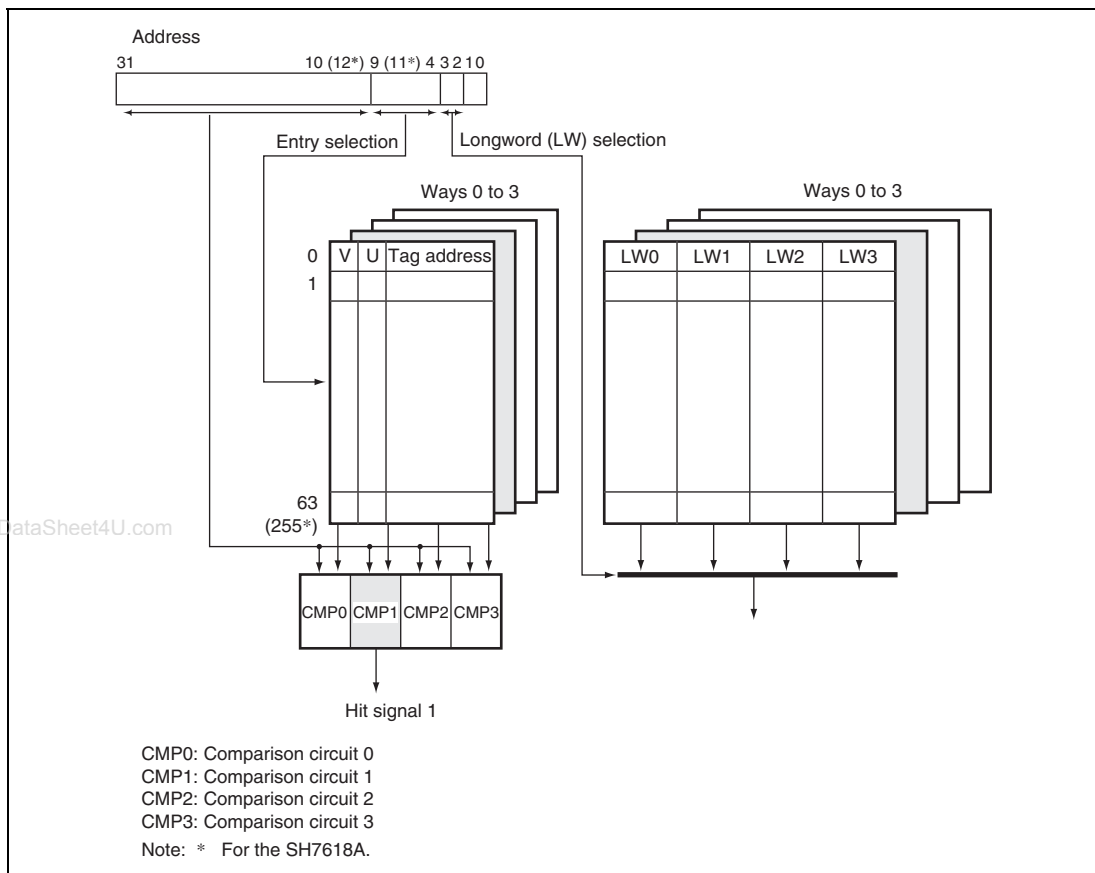 Address
31 10 (12*) 9 (11*) 4 3 2 1 0
Entry selection
Longword (LW) selection
Ways 0 to 3
Ways 0 to 3
0 V U Tag address
LW0 LW1 LW2 LW3
1
63
(255*)
DataSheet4U.com
CMP0 CMP1 CMP2 CMP3
Hit signal 1
CMP0: Comparison circuit 0
CMP1: Comparison circuit 1
CMP2: Comparison circuit 2
CMP3: Comparison circuit 3
Note: * For the SH7618A.